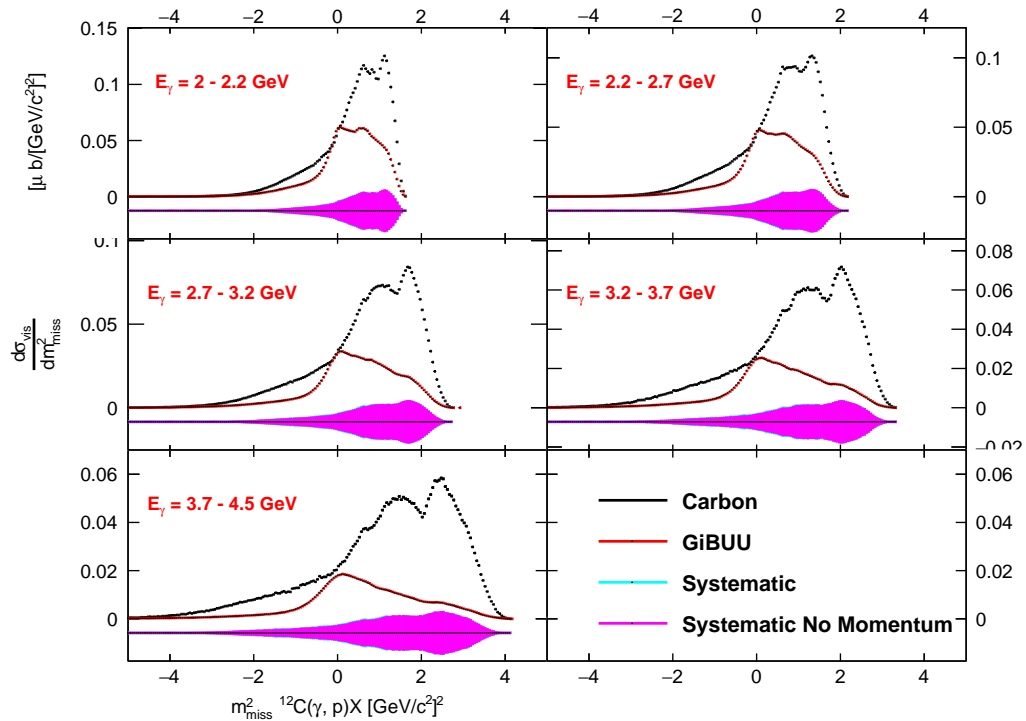 −4 −2 0 2 4 −4 −2 0 2 4
0.15
0.1
0.05
0
[μ b/[GeV/c²]²]
E_γ = 2 - 2.2 GeV
E_γ = 2.2 - 2.7 GeV
0.1
0.05
0
0.1
0.05
0
dσ_vis
dm²_miss
E_γ = 2.7 - 3.2 GeV
E_γ = 3.2 - 3.7 GeV
0.08
0.06
0.04
0.02
0
−0.02
0.06
0.04
0.02
0
E_γ = 3.7 - 4.5 GeV
Carbon
GiBUU
Systematic
Systematic No Momentum
0.06
0.04
0.02
0
−4 −2 0 2 4 −4 −2 0 2 4
m²_miss ¹²C(γ, p)X [GeV/c²]²